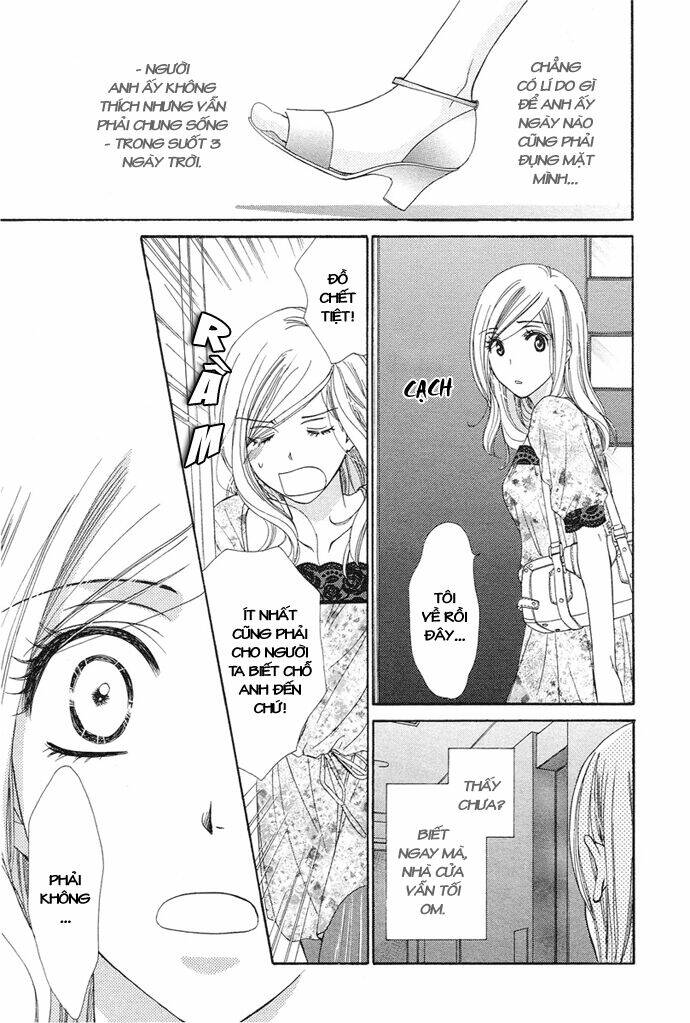 CHẲNG
CÓ LÍ DO GÌ
ĐỂ ANH ẤY
NGÀY NÀO
CŨNG PHẢI
ĐỤNG MẶT
MÌNH...
- NGƯỜI
ANH ẤY KHÔNG
THÍCH NHƯNG VẪN
PHẢI CHUNG SỐNG
- TRONG SUỐT 3
NGÀY TRỜI.
CẠCH
TÔI
VỀ RỒI
ĐÂY...
THẤY
CHƯA?
BIẾT
NGAY MÀ,
NHÀ CỬA
VẪN TỐI
OM.
ĐỒ
CHẾT
TIỆT!
RẦM
ÍT NHẤT
CŨNG PHẢI
CHO NGƯỜI
TA BIẾT CHỖ
ANH ĐẾN
CHỨ!
PHẢI
KHÔNG
...